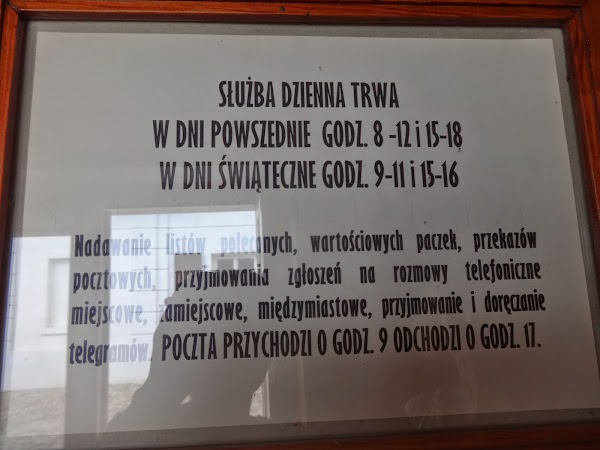 SŁUŻBA DZIENNA TRWA
W DNI POWSZEDNIE GODZ. 8 -12 i 15-18
W DNI ŚWIĄTECZNE GODZ. 9-11 i 15-16
Nadawanie listów poleconych, wartościowych paczek, przekazów
pocztowych, przyjmowania zgłoszeń na rozmowy telefoniczne
miejscowe, zamiejscowe, międzymiastowe, przyjmowanie i doręczanie
telegramów. POCZTA PRZYCHODZI O GODZ. 9 ODCHODZI O GODZ. 17.